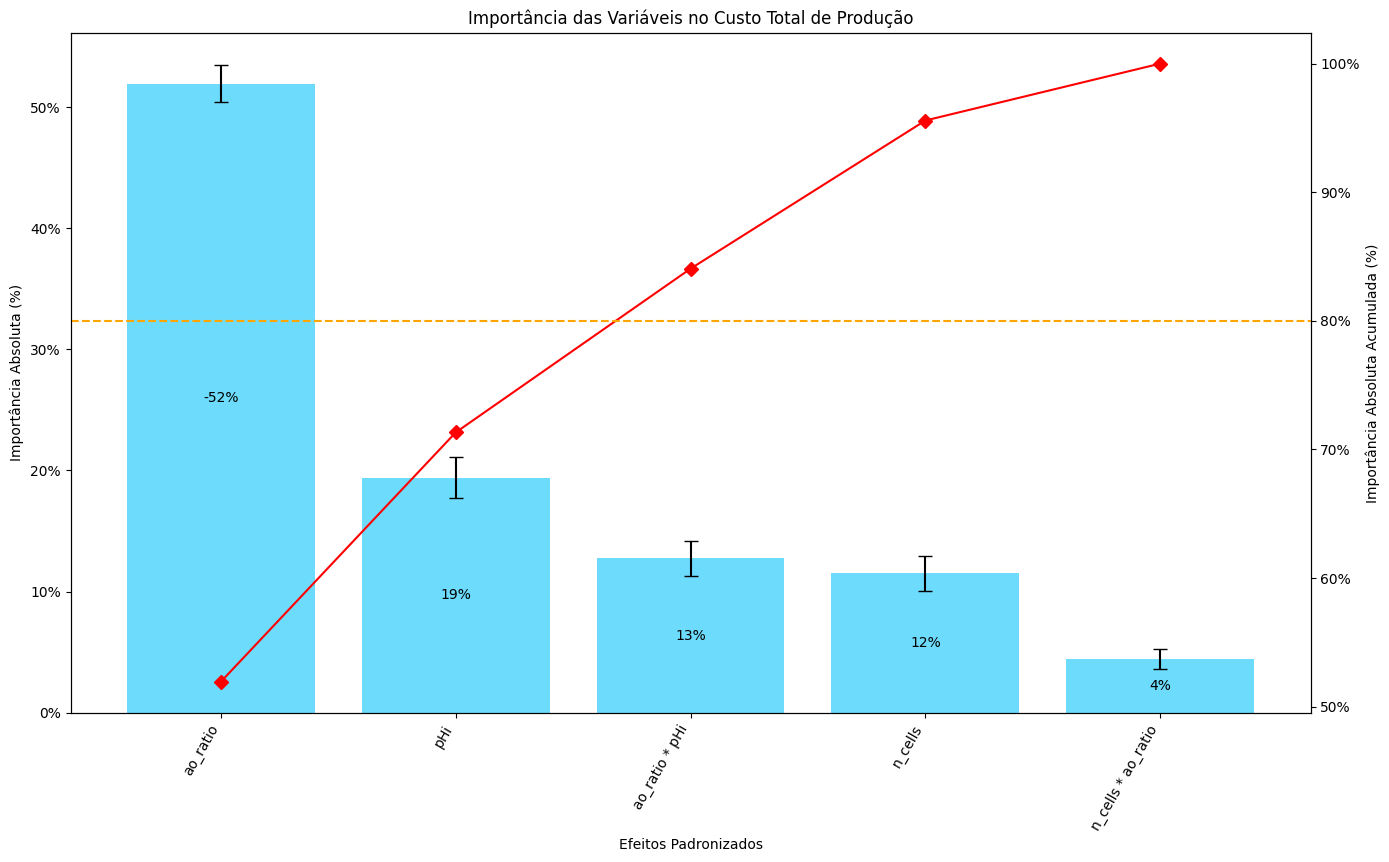 Importância das Variáveis no Custo Total de Produção
Importância Absoluta (%)
50%
40%
30%
20%
10%
0%
-52%
19%
13%
12%
4%
100%
90%
80%
70%
60%
50%
Importância Absoluta Acumulada (%)
ao_ratio
pHi
ao_ratio * pHi
n_cells
n_cells * ao_ratio
Efeitos Padronizados